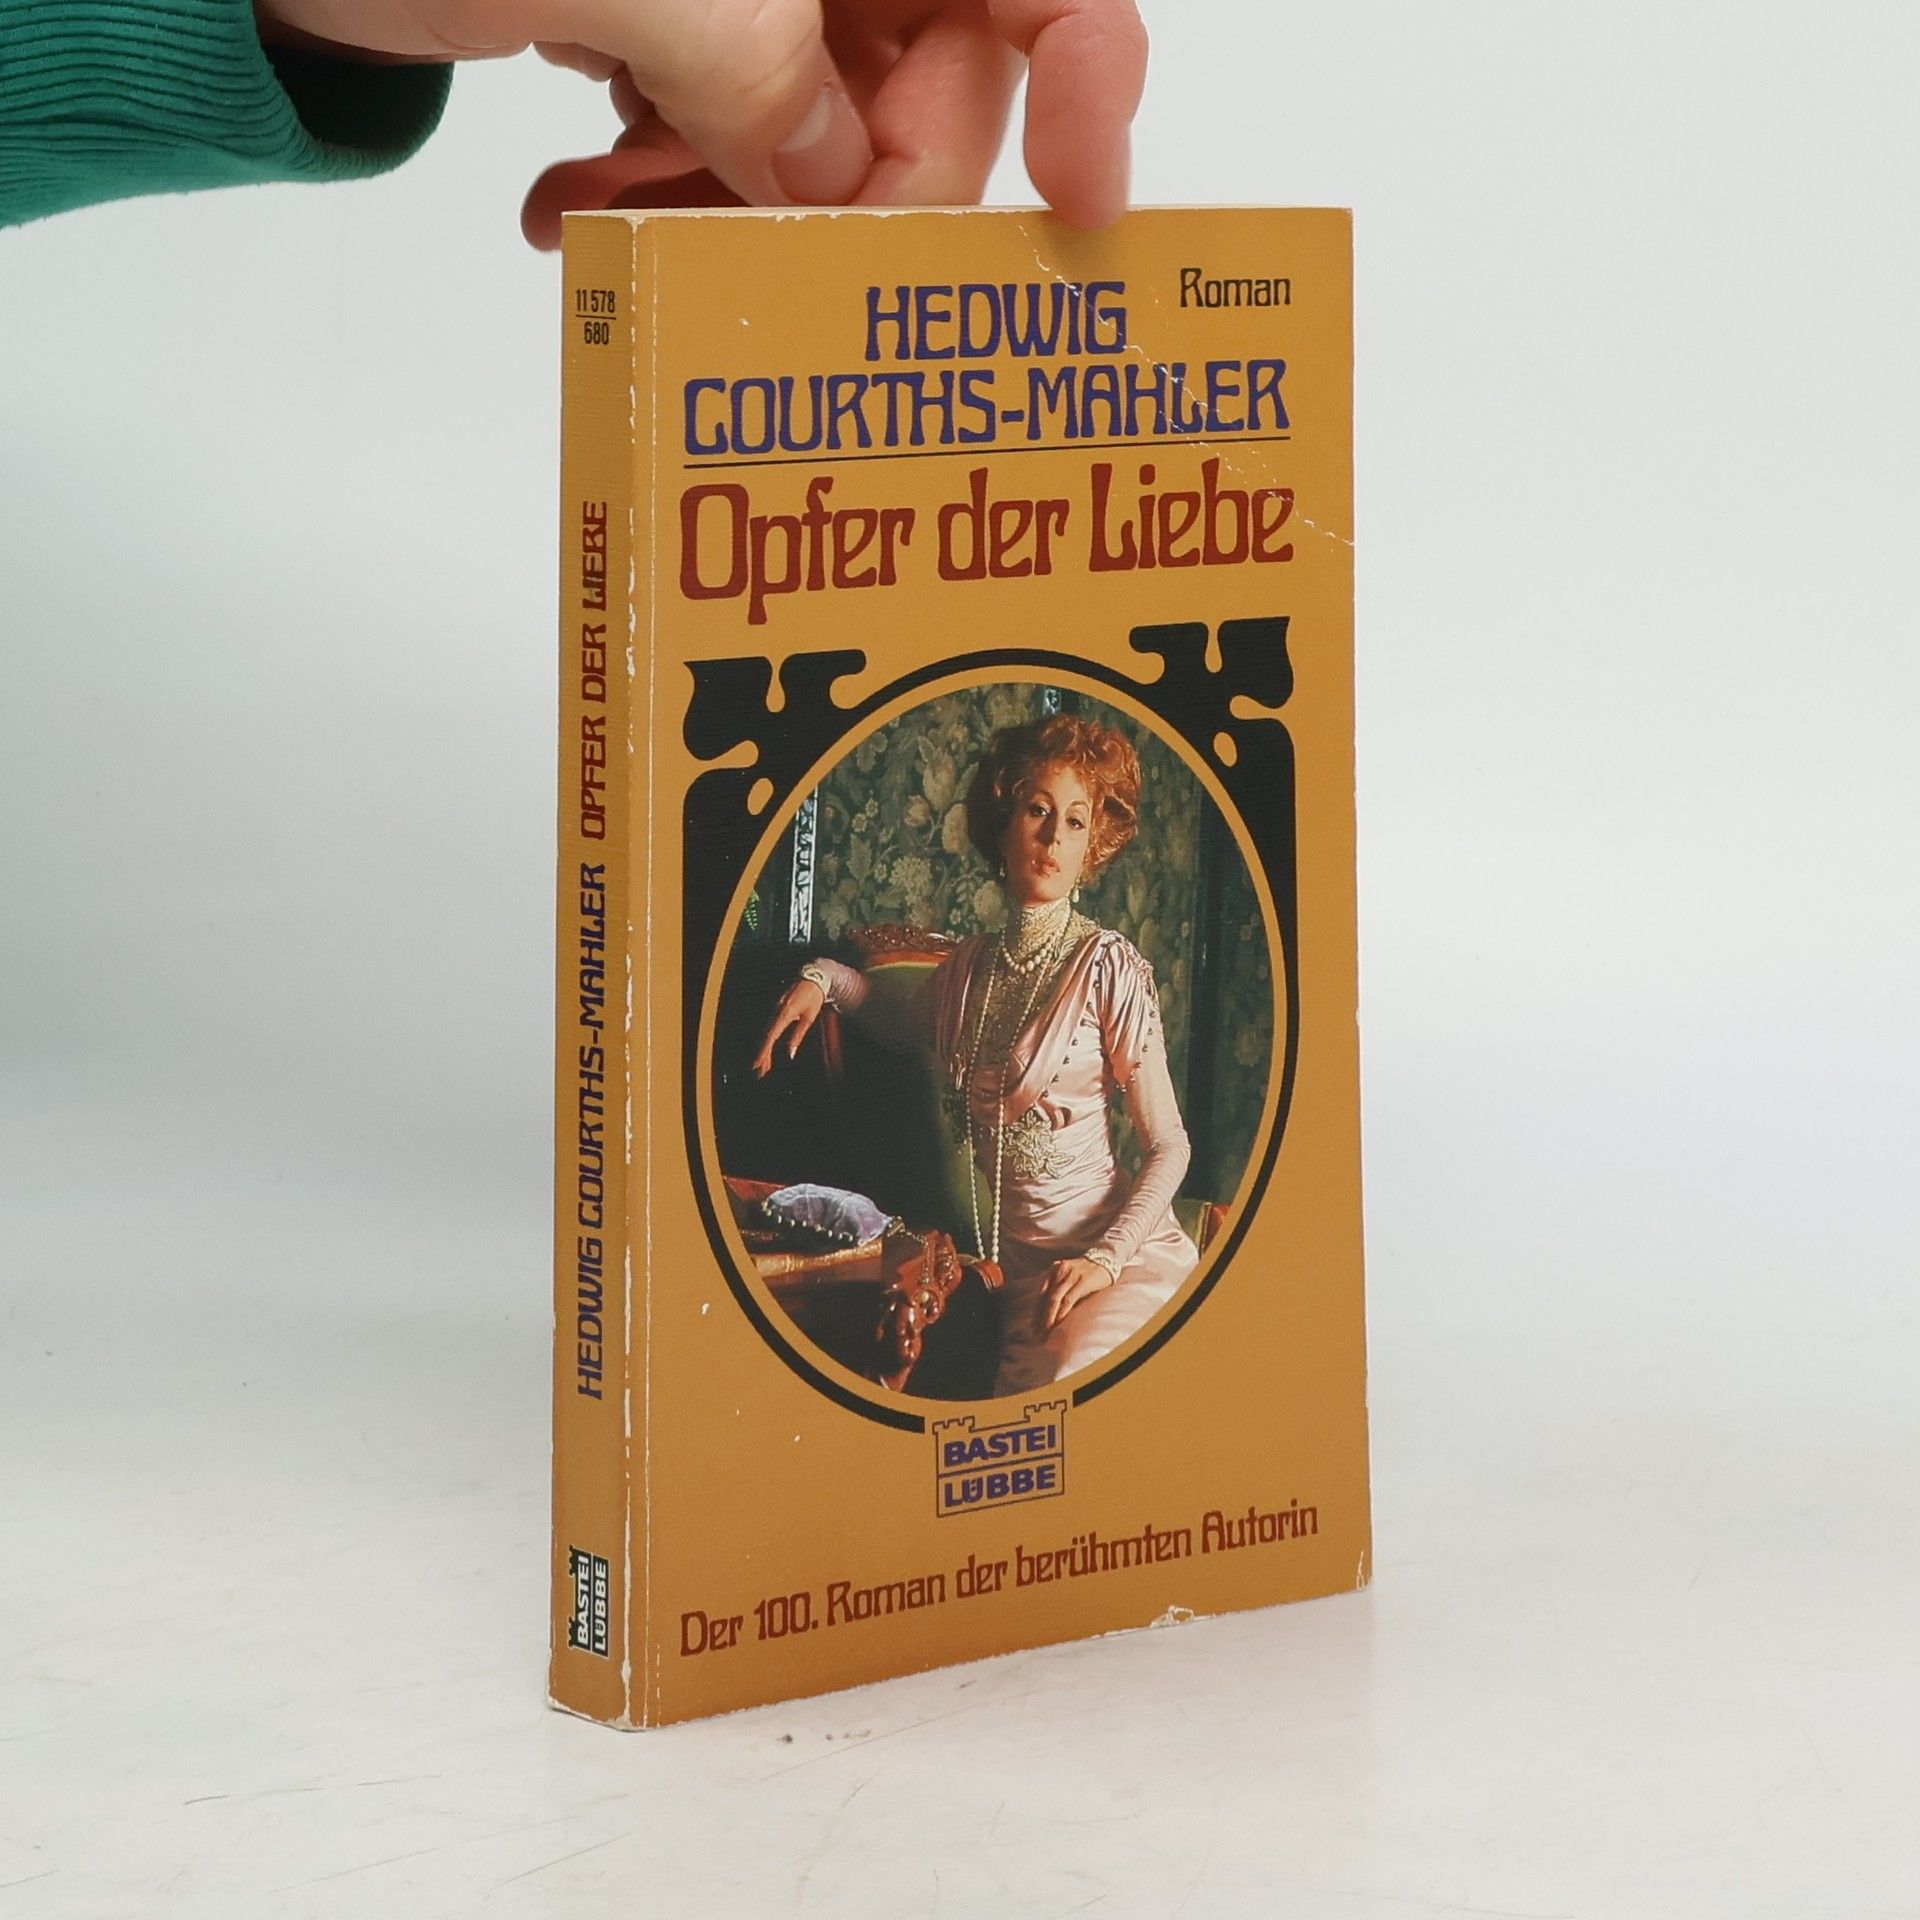 11 578
680
HEDWIG COURTHS-MAHLER OPFER DER LIEBE
BASTEI
LÜBBE
HEDWIG
Roman
COURTHS-MAHLER
Opfer der Liebe
BASTEI
LÜBBE
Der 100. Roman der berühmten Autorin